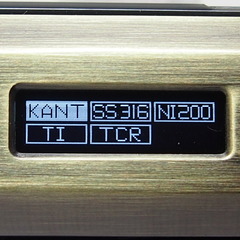 KANT SS316 NI200
TI TCR